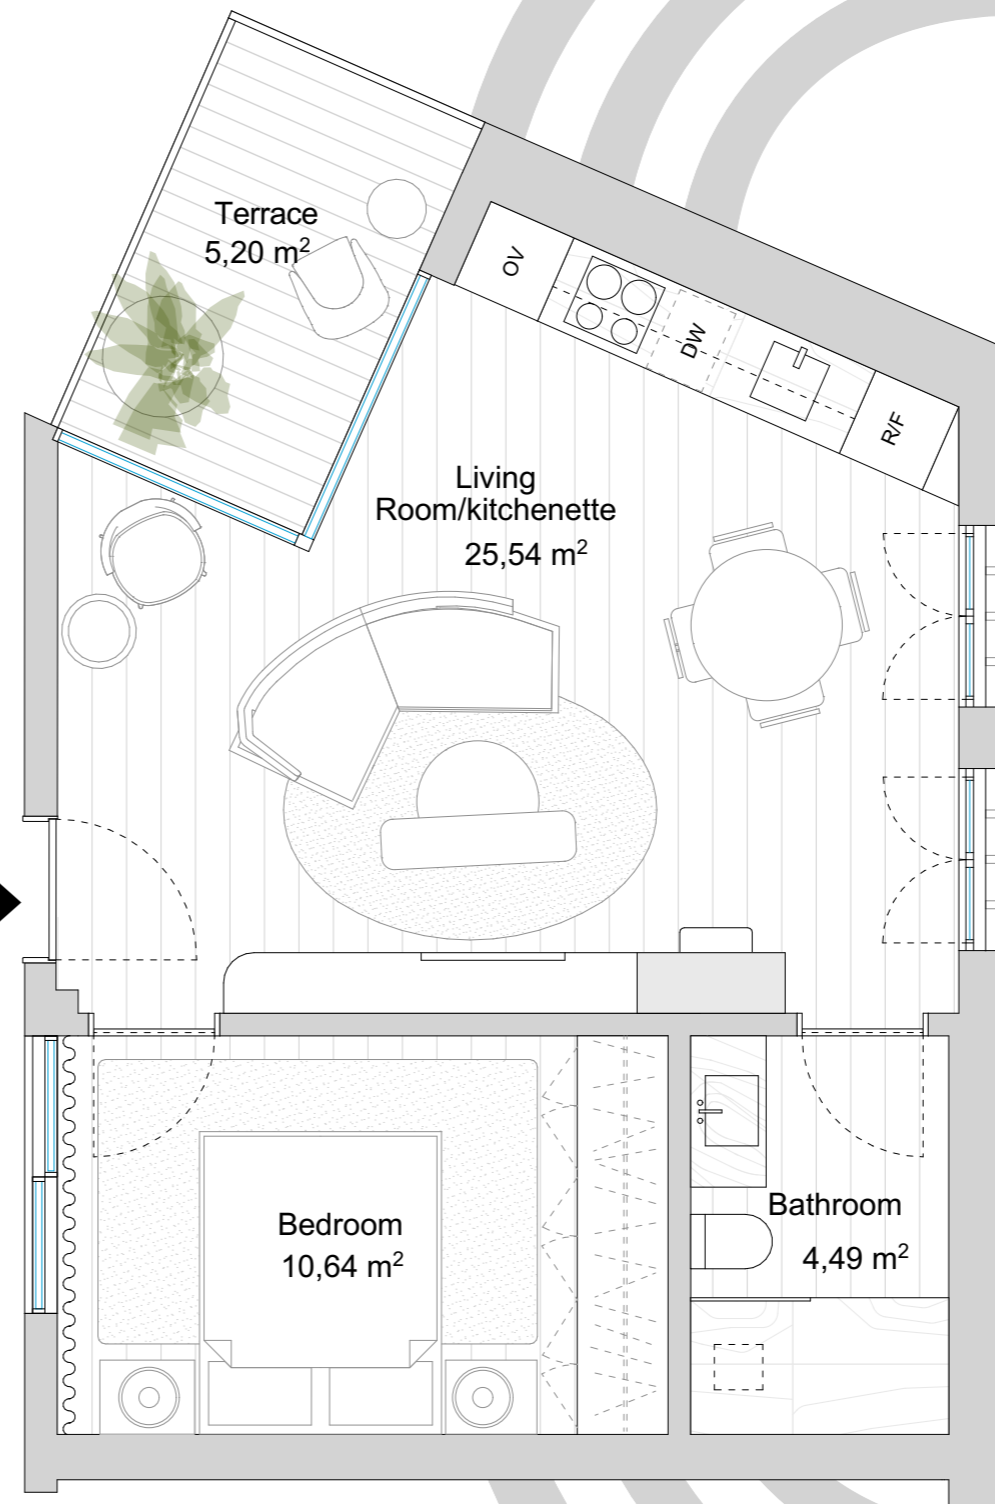 Terrace
5,20 m²
OV
DW
R/F
Living
Room/kitchenette
25,54 m²
Bedroom
10,64 m²
Bathroom
4,49 m²